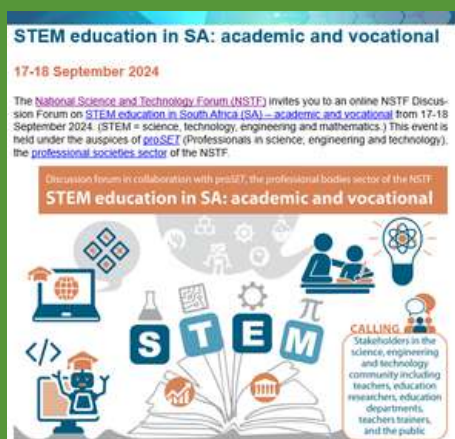 STEM education in SA: academic and vocational
17-18 September 2024
The National Science and Technology Forum (NSTF) invites you to an online NSTF Discus-
sion Forum on STEM education in South Africa (SA) – academic and vocational from 17-18
September 2024. (STEM = science, technology, engineering and mathematics.) This event is
held under the auspices of proSET (Professionals in science, engineering and technology),
the professional societies sector of the NSTF.
Discussion forum in collaboration with proSET, the professional bodies sector of the NSTF
STEM education in SA: academic and vocational
π
S T E M
</>
CALLING
Stakeholders in the
science, engineering
and technology
community including
teachers, education
researchers, education
departments,
teachers trainers,
and the public